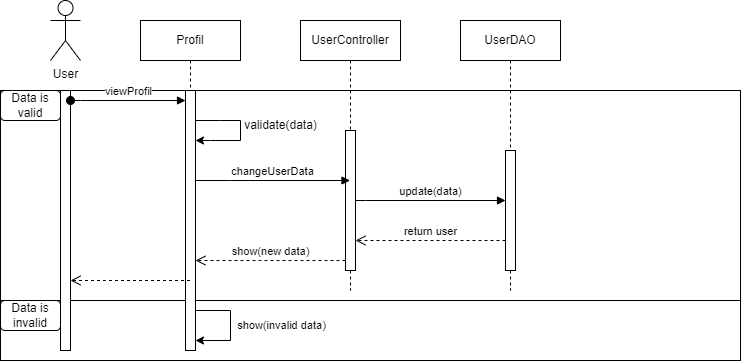 Profil
UserController
UserDAO
User
Data is
valid
viewProfil
validate(data)
changeUserData
update(data)
return user
show(new data)
Data is
invalid
show(invalid data)